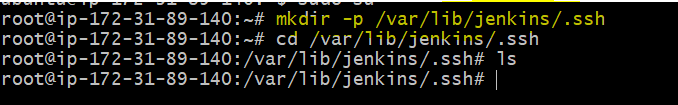 root@ip-172-31-89-140:~# mkdir -p /var/lib/jenkins/.ssh
root@ip-172-31-89-140:~# cd /var/lib/jenkins/.ssh
root@ip-172-31-89-140:/var/lib/jenkins/.ssh# ls
root@ip-172-31-89-140:/var/lib/jenkins/.ssh#